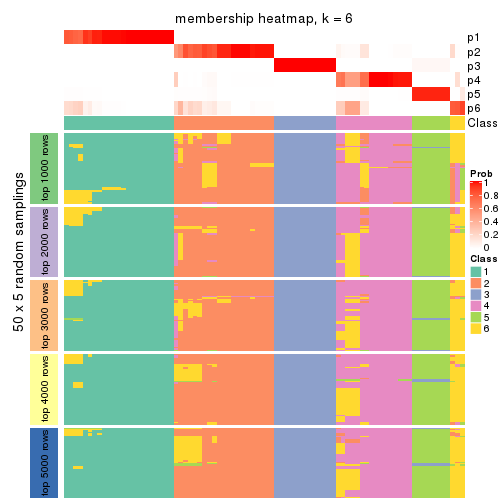 membership heatmap, k = 6
p1
p2
p3
p4
p5
p6
Class
50 x 5 random samplings
top 1000 rows
top 2000 rows
top 3000 rows
top 4000 rows
top 5000 rows
Prob
1
0.8
0.6
0.4
0.2
0
Class
1
2
3
4
5
6